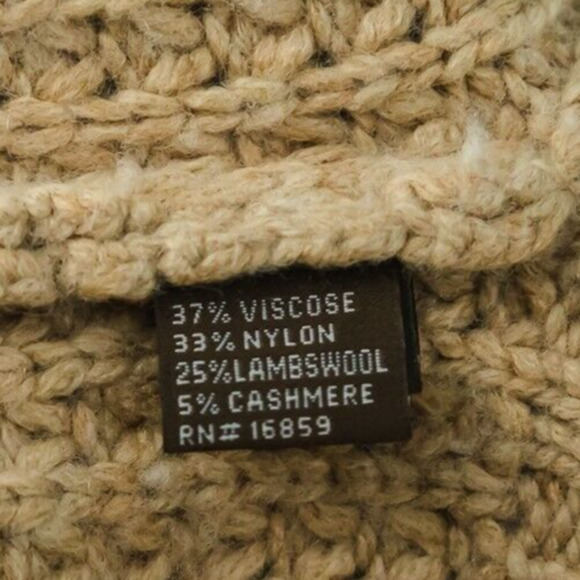 37% VISCOSE
33% NYLON
25% LAMBSWOOL
5% CASHMERE
RN# 16859